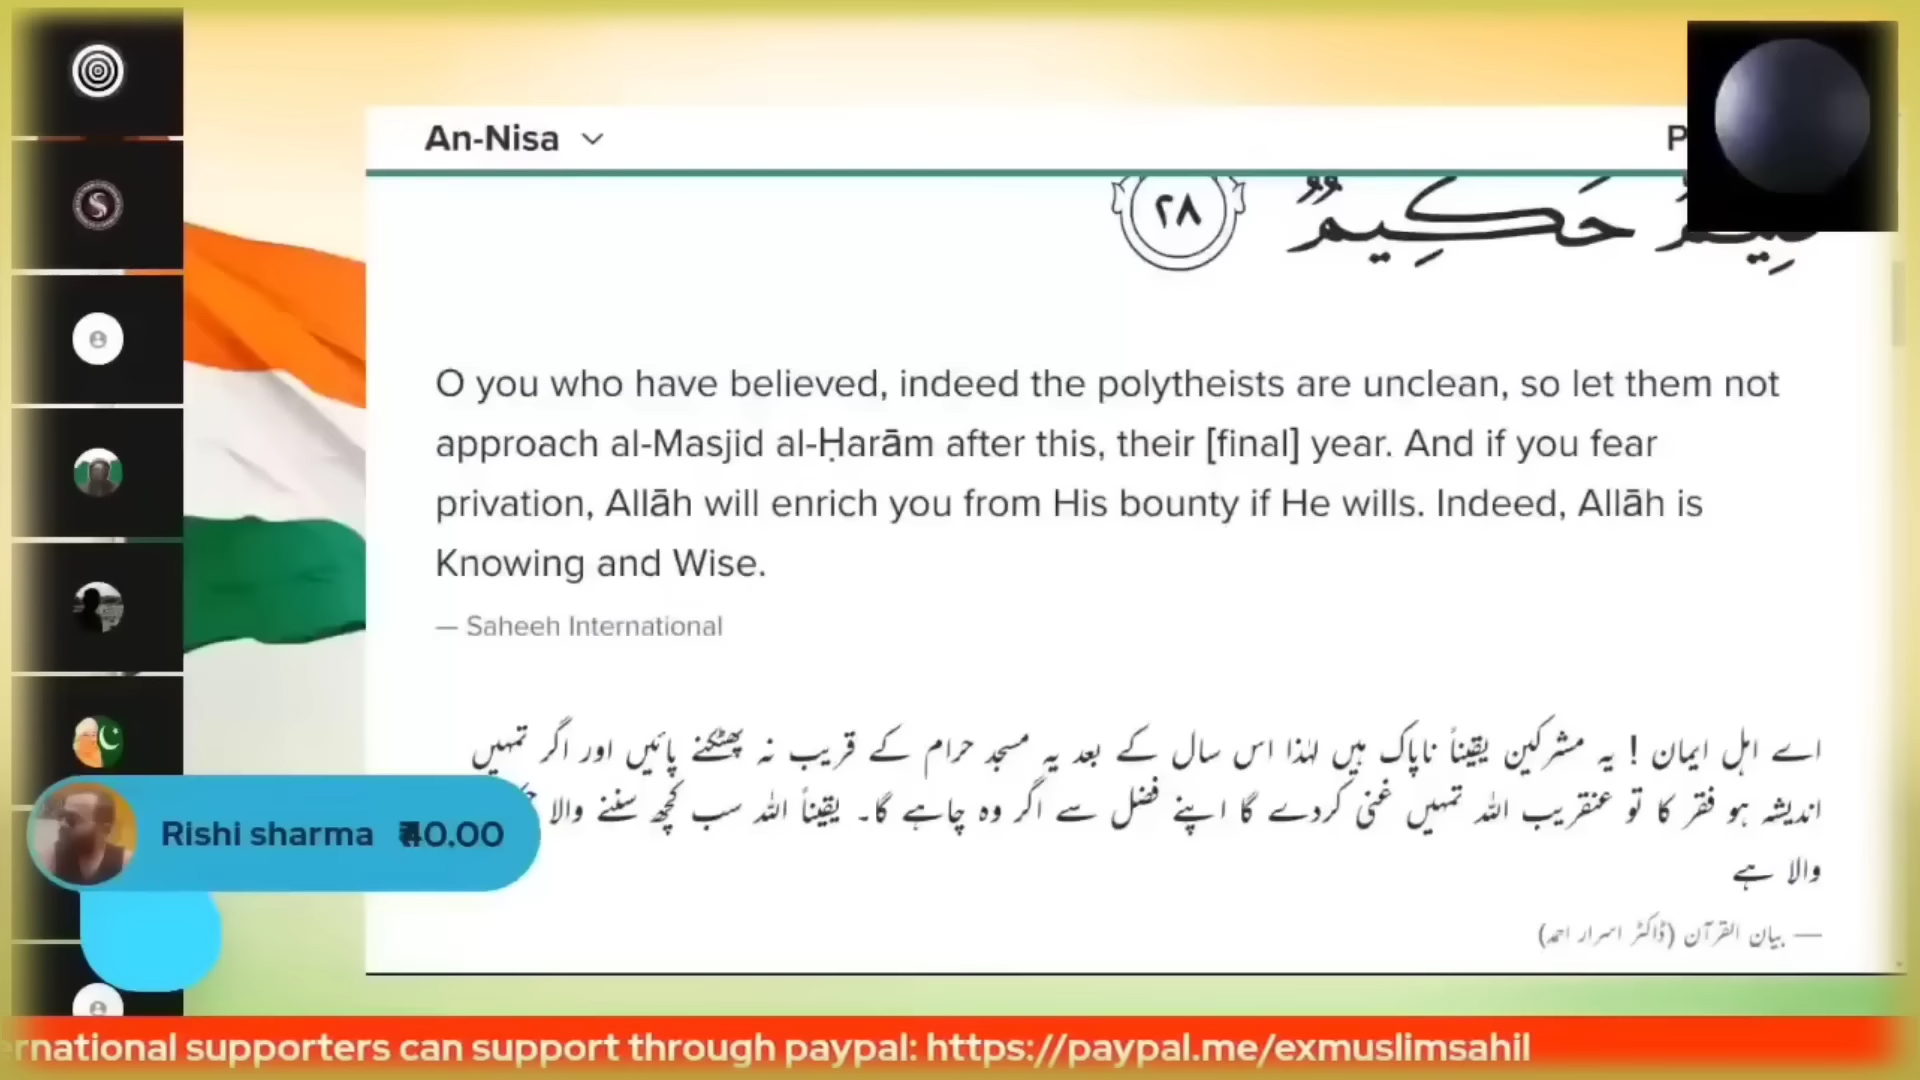 An-Nisa
P
٢٨
حَكِيمٌ
O you who have believed, indeed the polytheists are unclean, so let them not
approach al-Masjid al-Ḥarām after this, their [final] year. And if you fear
privation, Allāh will enrich you from His bounty if He wills. Indeed, Allāh is
Knowing and Wise.
— Saheeh International
اے اہل ایمان ! یہ مشرکین یقیناً ناپاک ہیں لہٰذا اس سال کے بعد یہ مسجد حرام کے قریب نہ پھٹکنے پائیں اور اگر تمہیں
اندیشہ ہو فقر کا تو عنقریب اللہ تمہیں غنی کردے گا اپنے فضل سے اگر وہ چاہے گا۔ یقیناً اللہ سب کچھ سننے والا
والا ہے
— بیان القرآن (ڈاکٹر اسرار احمد)
Rishi sharma 40.00
ernational supporters can support through paypal: https://paypal.me/exmuslimsahil